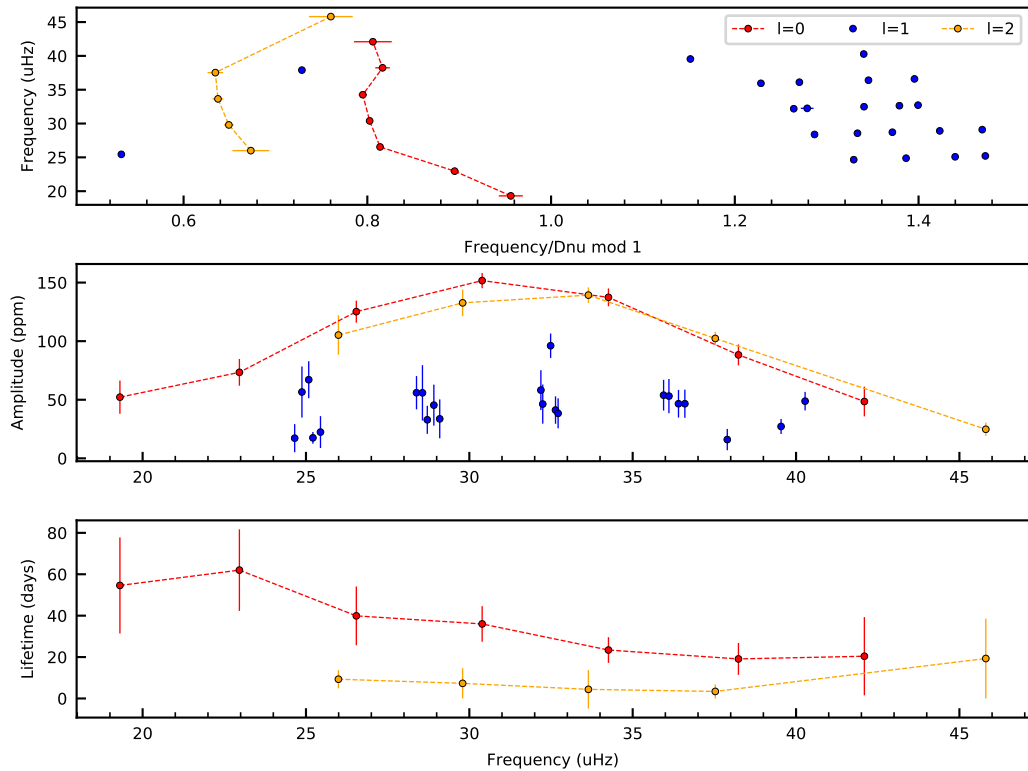 l=0 l=1 l=2
Frequency (uHz)
45
40
35
30
25
20
0.6 0.8 1.0 1.2 1.4
Frequency/Dnu mod 1
Amplitude (ppm)
150
100
50
0
20 25 30 35 40 45
Lifetime (days)
80
60
40
20
0
20 25 30 35 40 45
Frequency (uHz)